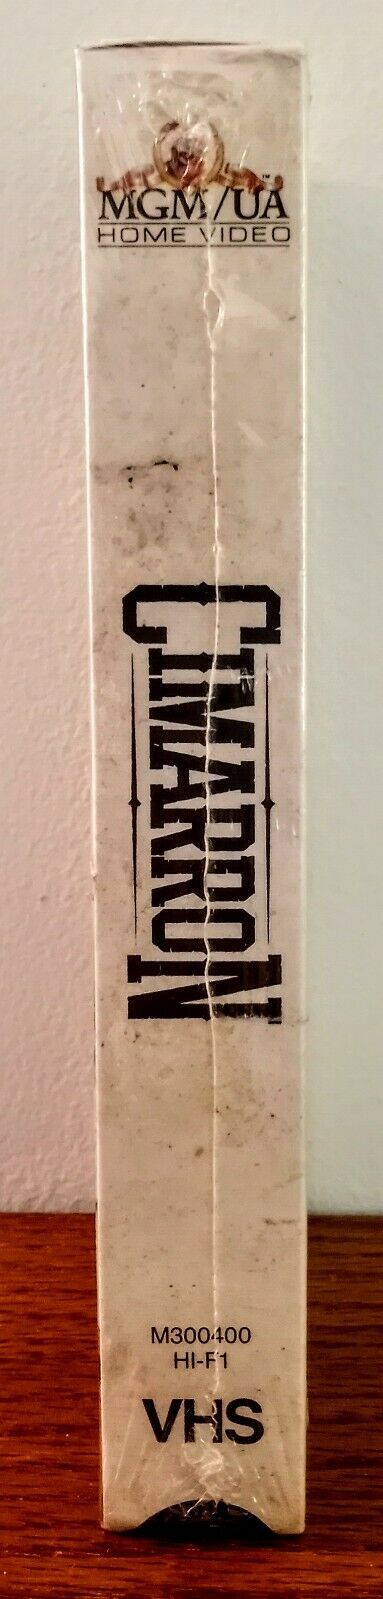 MGM/UA
HOME VIDEO
CIMARRON
M300400
HI-FI
VHS